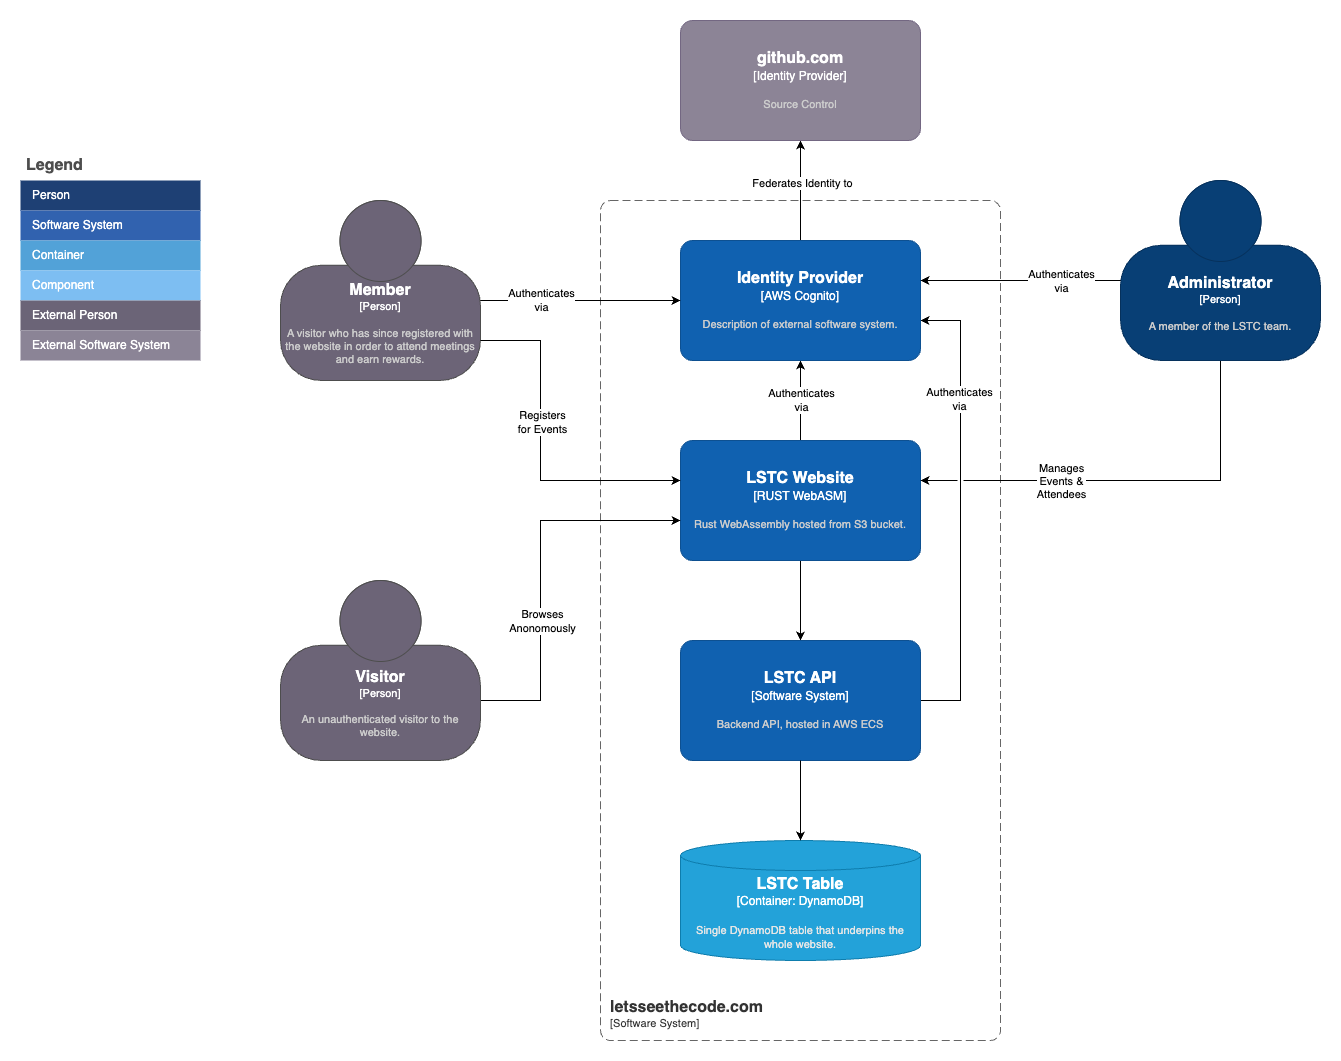 github.com
[Identity Provider]
Source Control
Legend
Person
Software System
Container
Component
External Person
External Software System
Federates Identity to
Member
[Person]
A visitor who has since registered with
the website in order to attend meetings
and earn rewards.
Authenticates
via
Identity Provider
[AWS Cognito]
Description of external software system.
Authenticates
via
Administrator
[Person]
A member of the LSTC team.
Authenticates
via
Authenticates
via
Registers
for Events
LSTC Website
[RUST WebASM]
Rust WebAssembly hosted from S3 bucket.
Manages
Events &
Attendees
Browses
Anonomously
Visitor
[Person]
An unauthenticated visitor to the
website.
LSTC API
[Software System]
Backend API, hosted in AWS ECS
LSTC Table
[Container: DynamoDB]
Single DynamoDB table that underpins the
whole website.
letsseethecode.com
[Software System]